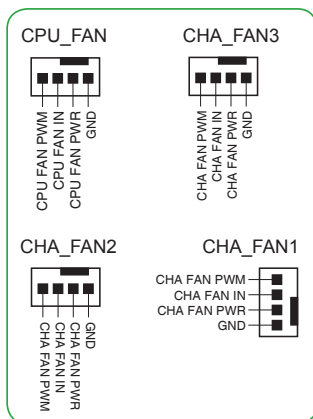 CPU_FAN
CPU FAN PWM
CPU FAN IN
CPU FAN PWR
GND
CHA_FAN3
CHA FAN PWM
CHA FAN IN
CHA FAN PWR
GND
CHA_FAN2
CHA FAN PWM
CHA FAN IN
CHA FAN PWR
GND
CHA_FAN1
CHA FAN PWM
CHA FAN IN
CHA FAN PWR
GND